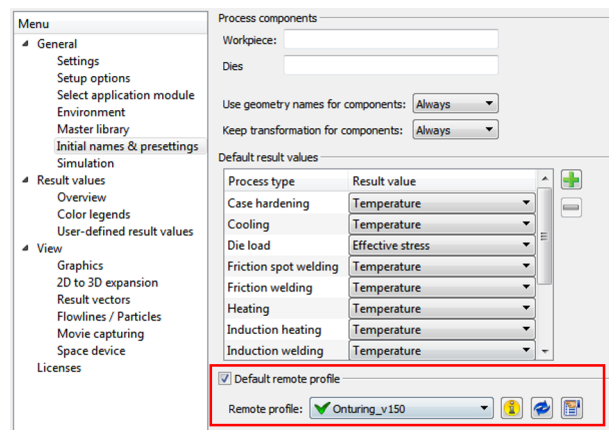 Menu
General
Settings
Setup options
Select application module
Environment
Master library
Initial names & presettings
Simulation
Result values
Overview
Color legends
User-defined result values
View
Graphics
2D to 3D expansion
Result vectors
Flowlines / Particles
Movie capturing
Space device
Licenses
Process components
Workpiece:
Dies
Use geometry names for components: Always
Keep transformation for components: Always
Default result values
Process type Result value
Case hardening Temperature
Cooling Temperature
Die load Effective stress
Friction spot welding Temperature
Friction welding Temperature
Heating Temperature
Induction heating Temperature
Induction welding Temperature
Default remote profile
Remote profile: Onturing_v150